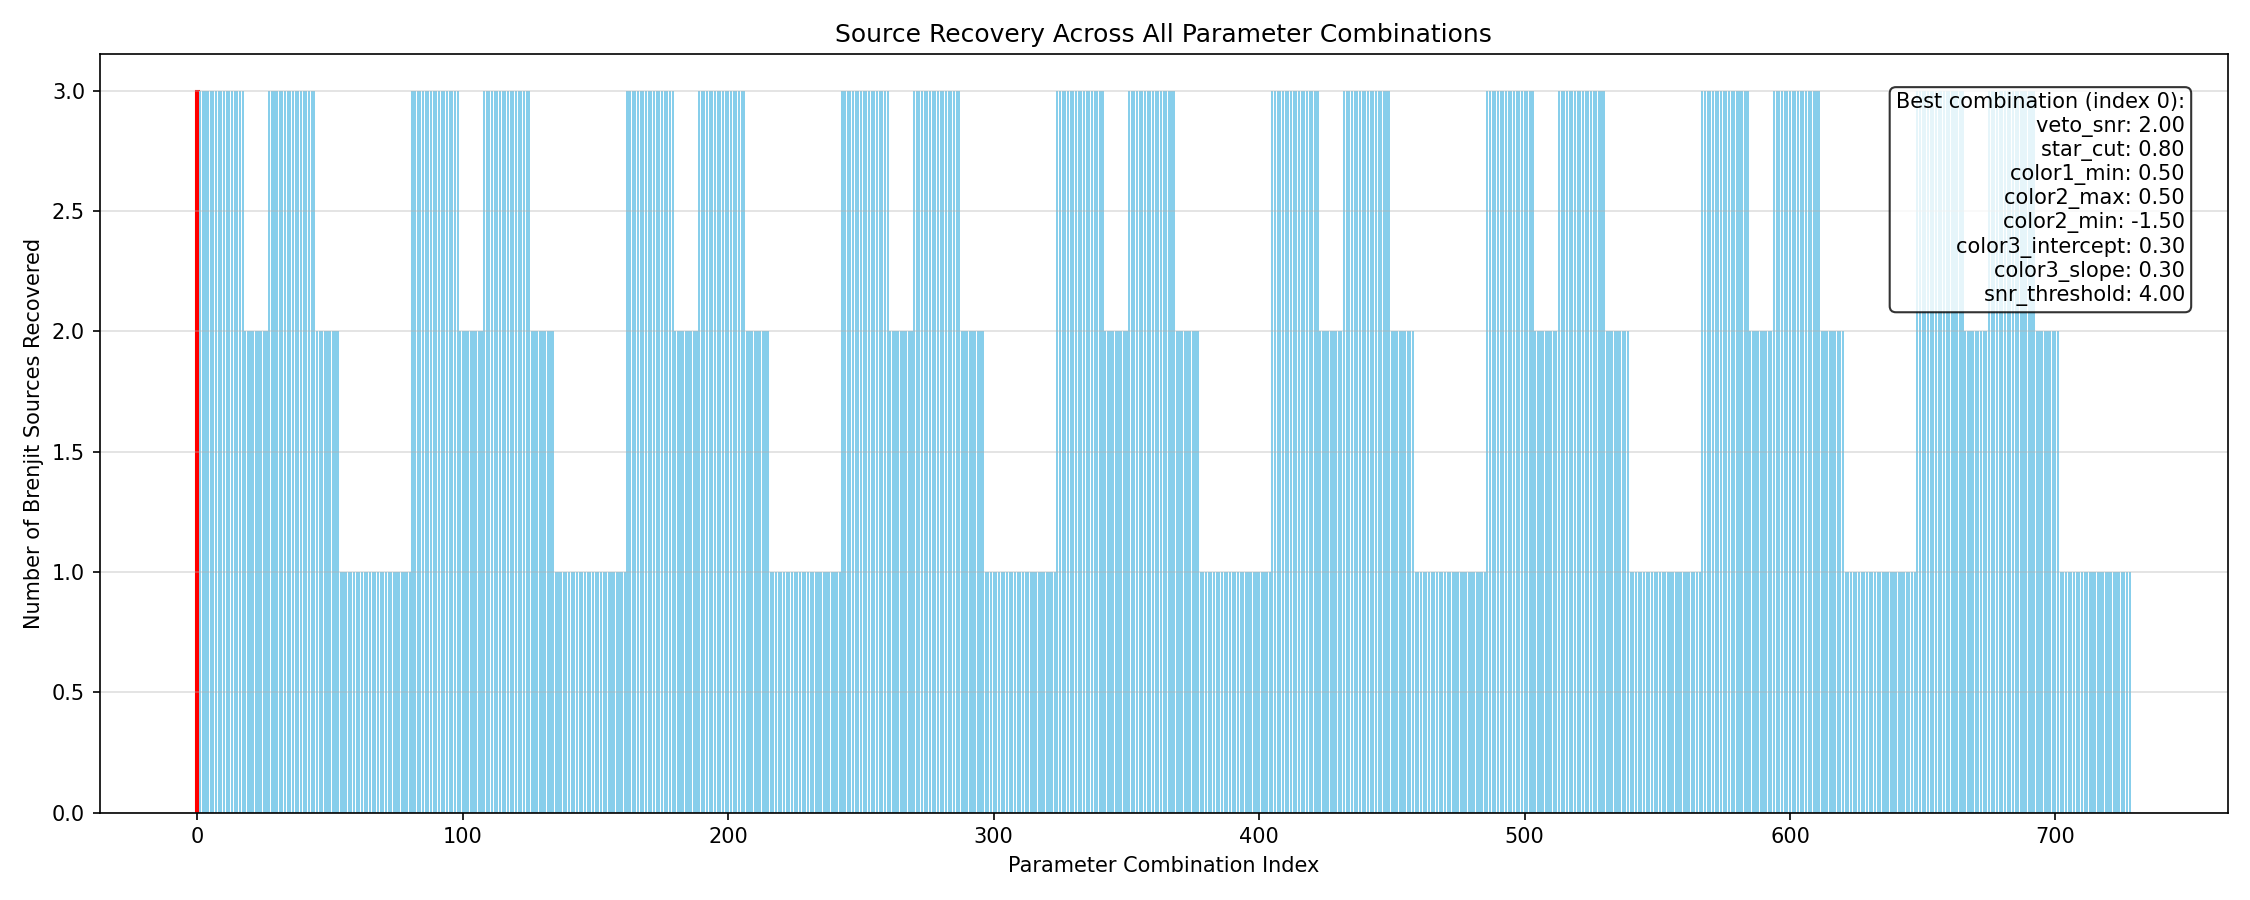 Source Recovery Across All Parameter Combinations
Number of Brenjit Sources Recovered
3.0
2.5
2.0
1.5
1.0
0.5
0.0
Best combination (index 0):
veto_snr: 2.00
star_cut: 0.80
color1_min: 0.50
color2_max: 0.50
color2_min: -1.50
color3_intercept: 0.30
color3_slope: 0.30
snr_threshold: 4.00
0 100 200 300 400 500 600 700
Parameter Combination Index